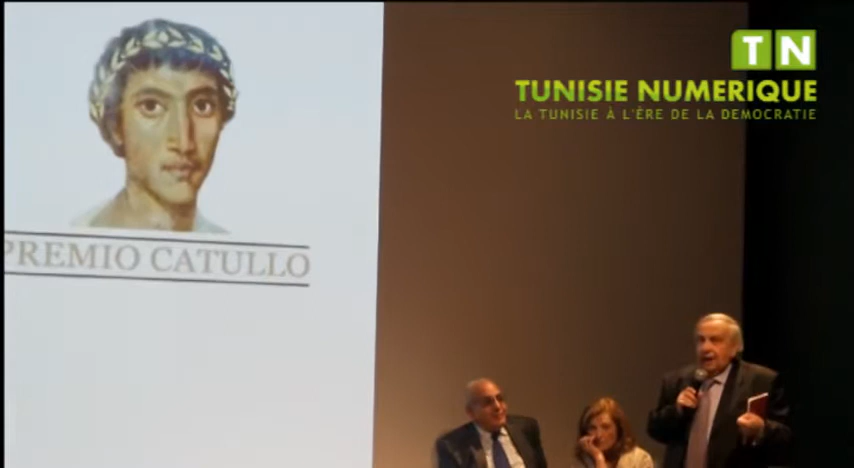 TN
TUNISIE NUMERIQUE
LA TUNISIE À L'ÈRE DE LA DEMOCRATIE
PREMIO CATULLO